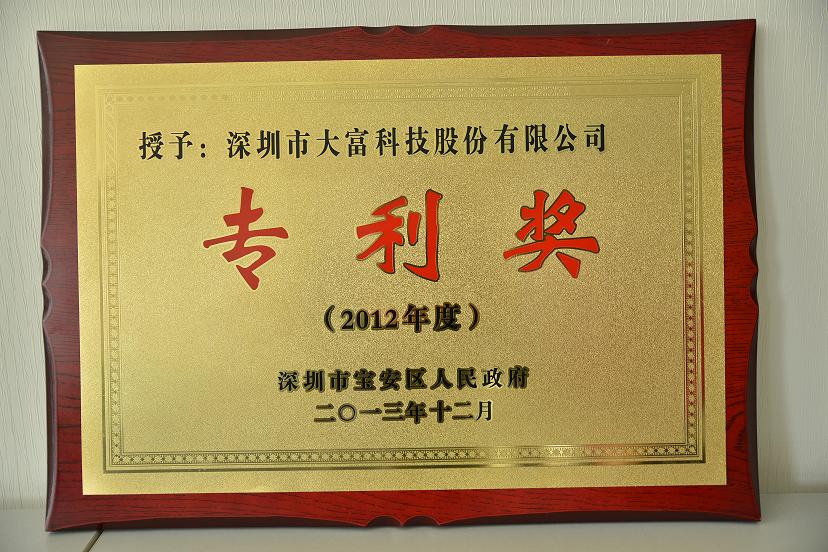 授予：深圳市大富科技股份有限公司
专利奖
（2012年度）
深圳市宝安区人民政府
二〇一三年十二月